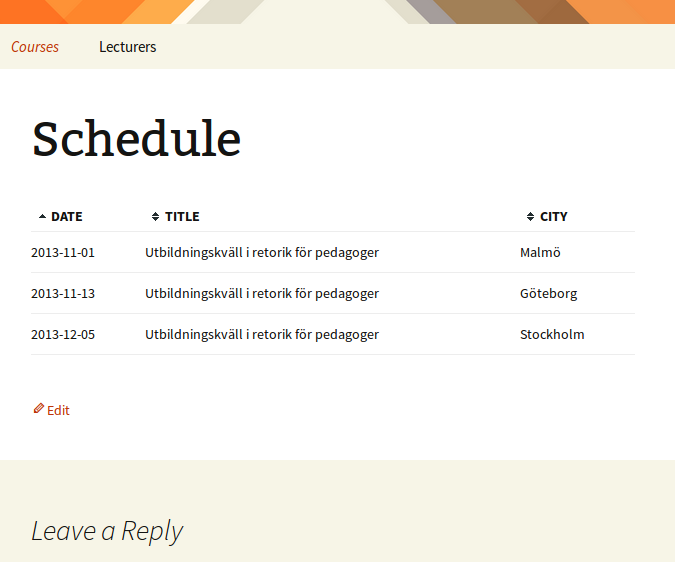 Courses Lecturers
Schedule
DATE TITLE CITY
2013-11-01 Utbildningskväll i retorik för pedagoger Malmö
2013-11-13 Utbildningskväll i retorik för pedagoger Göteborg
2013-12-05 Utbildningskväll i retorik för pedagoger Stockholm
Edit
Leave a Reply